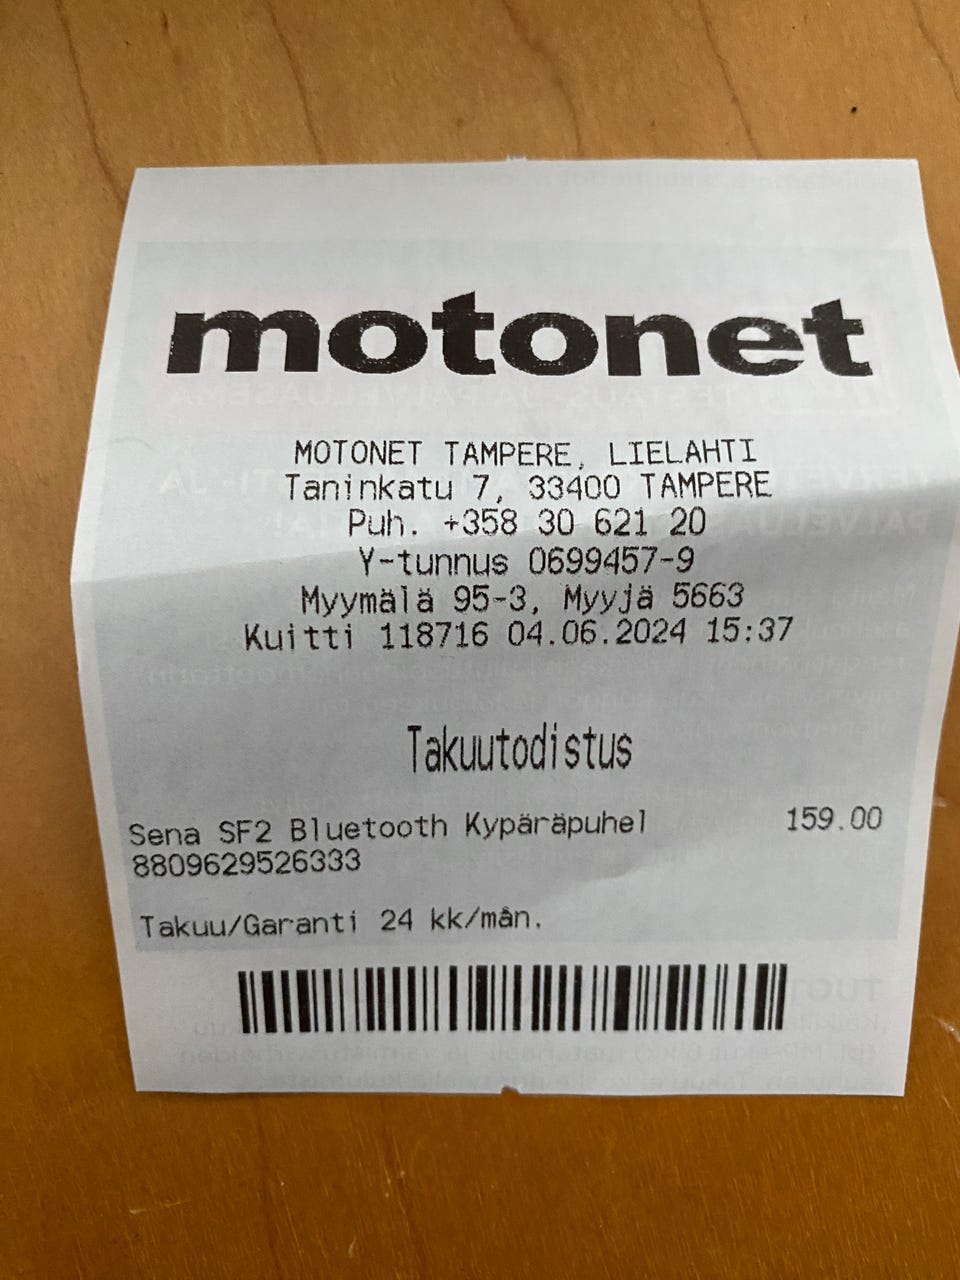 motonet
MOTONET TAMPERE, LIELAHTI
Taninkatu 7, 33400 TAMPERE
Puh. +358 30 621 20
Y-tunnus 0699457-9
Myymälä 95-3, Myyjä 5663
Kuitti 118716 04.06.2024 15:37
Takuutodistus
Sena SF2 Bluetooth Kypäräpuhel 159.00
8809629526333
Takuu/Garanti 24 kk/mån.